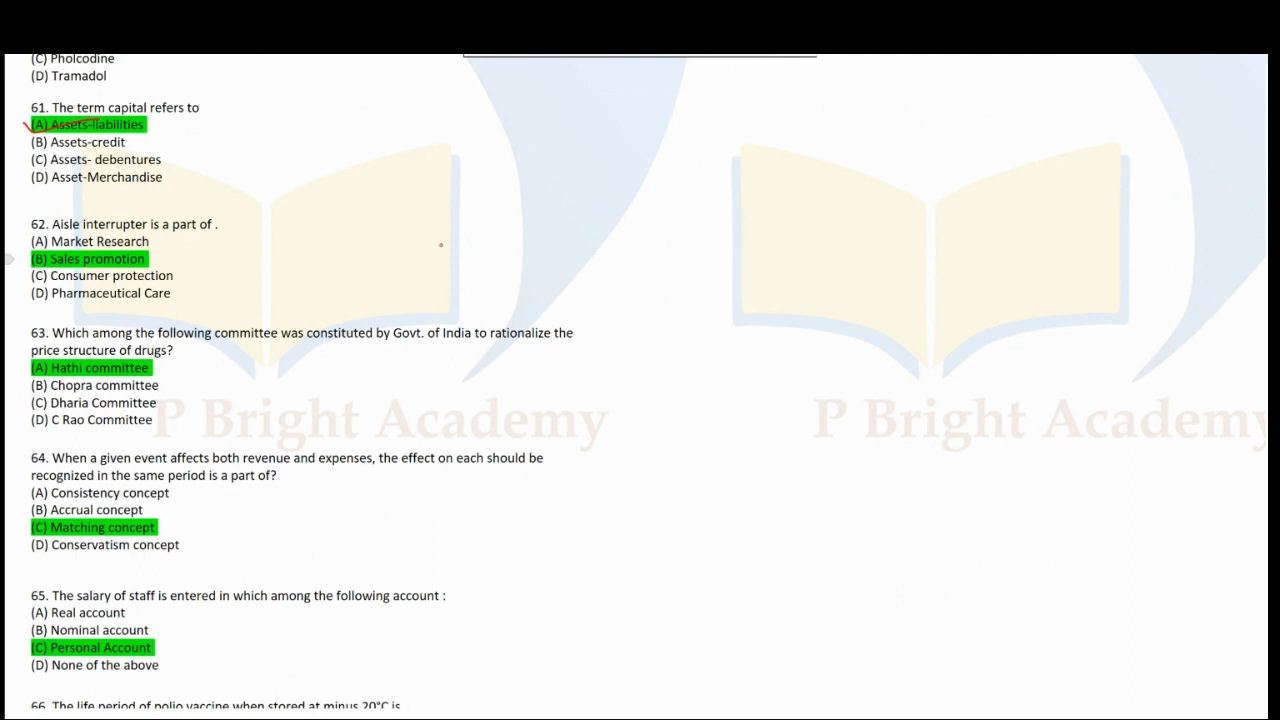 (C) Pholcodine
(D) Tramadol
61. The term capital refers to
(A) Assets-liabilities
(B) Assets-credit
(C) Assets- debentures
(D) Asset-Merchandise
62. Aisle interrupter is a part of .
(A) Market Research
(B) Sales promotion
(C) Consumer protection
(D) Pharmaceutical Care
63. Which among the following committee was constituted by Govt. of India to rationalize the
price structure of drugs?
(A) Hathi committee
(B) Chopra committee
(C) Dharia Committee
(D) C Rao Committee
P Bright Academy
P Bright Academy
64. When a given event affects both revenue and expenses, the effect on each should be
recognized in the same period is a part of?
(A) Consistency concept
(B) Accrual concept
(C) Matching concept
(D) Conservatism concept
65. The salary of staff is entered in which among the following account :
(A) Real account
(B) Nominal account
(C) Personal Account
(D) None of the above
66. The life period of polio vaccine when stored at minus 20°C is